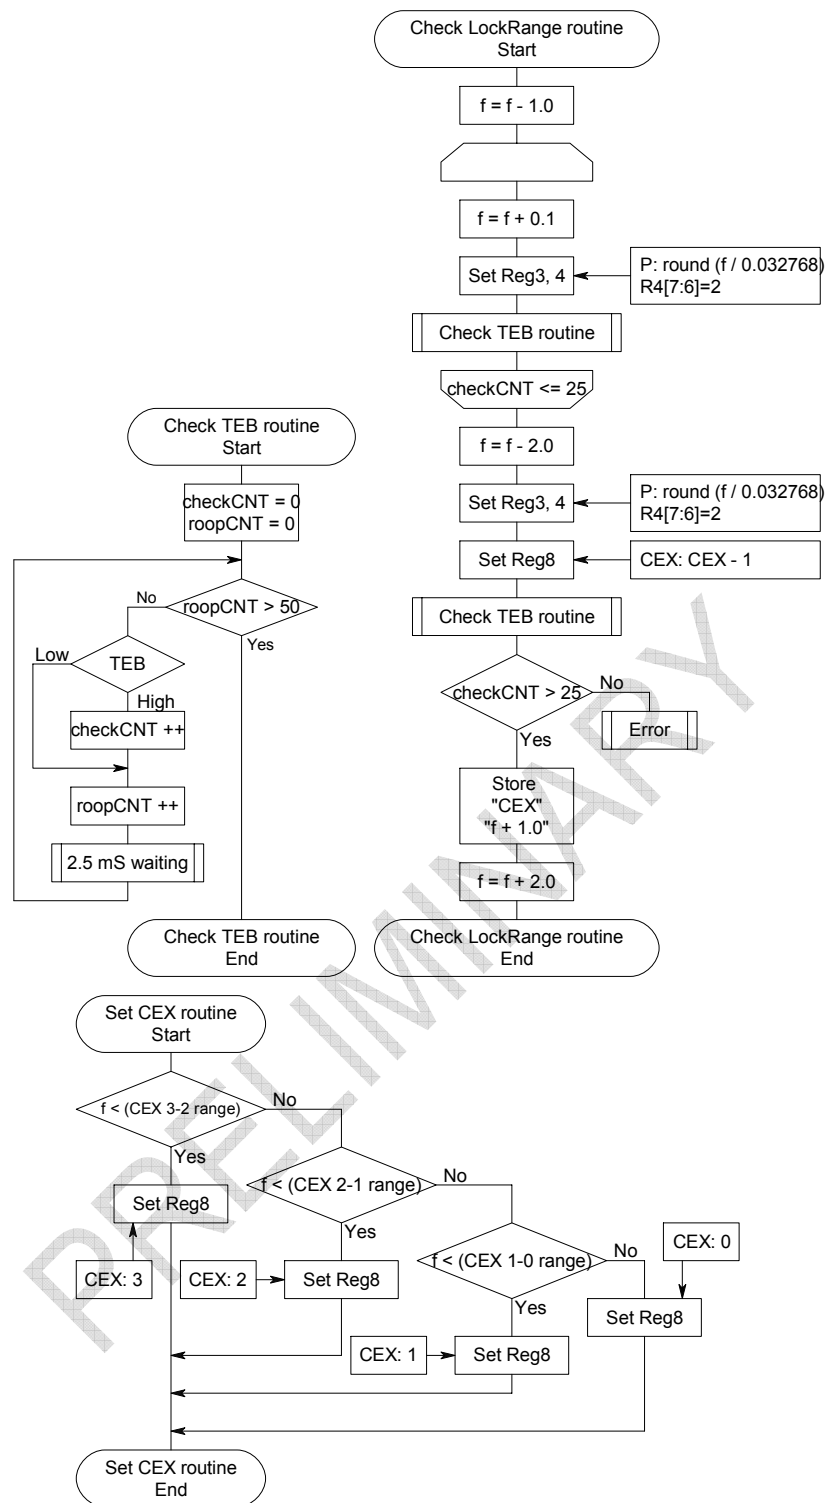 Check LockRange routine
Start
f = f - 1.0
f = f + 0.1
Set Reg3, 4
P: round (f / 0.032768)
R4[7:6]=2
Check TEB routine
checkCNT <= 25
f = f - 2.0
Set Reg3, 4
P: round (f / 0.032768)
R4[7:6]=2
Set Reg8
CEX: CEX - 1
Check TEB routine
checkCNT > 25
No
Yes
Error
Store
"CEX"
"f + 1.0"
f = f + 2.0
Check LockRange routine
End
Check TEB routine
Start
checkCNT = 0
roopCNT = 0
roopCNT > 50
No
Yes
TEB
Low
High
checkCNT ++
roopCNT ++
2.5 mS waiting
Check TEB routine
End
Set CEX routine
Start
f < (CEX 3-2 range)
No
Yes
Set Reg8
CEX: 3
f < (CEX 2-1 range)
No
Yes
CEX: 2
Set Reg8
f < (CEX 1-0 range)
No
Yes
CEX: 1
Set Reg8
CEX: 0
Set Reg8
Set CEX routine
End
PRELIMINARY